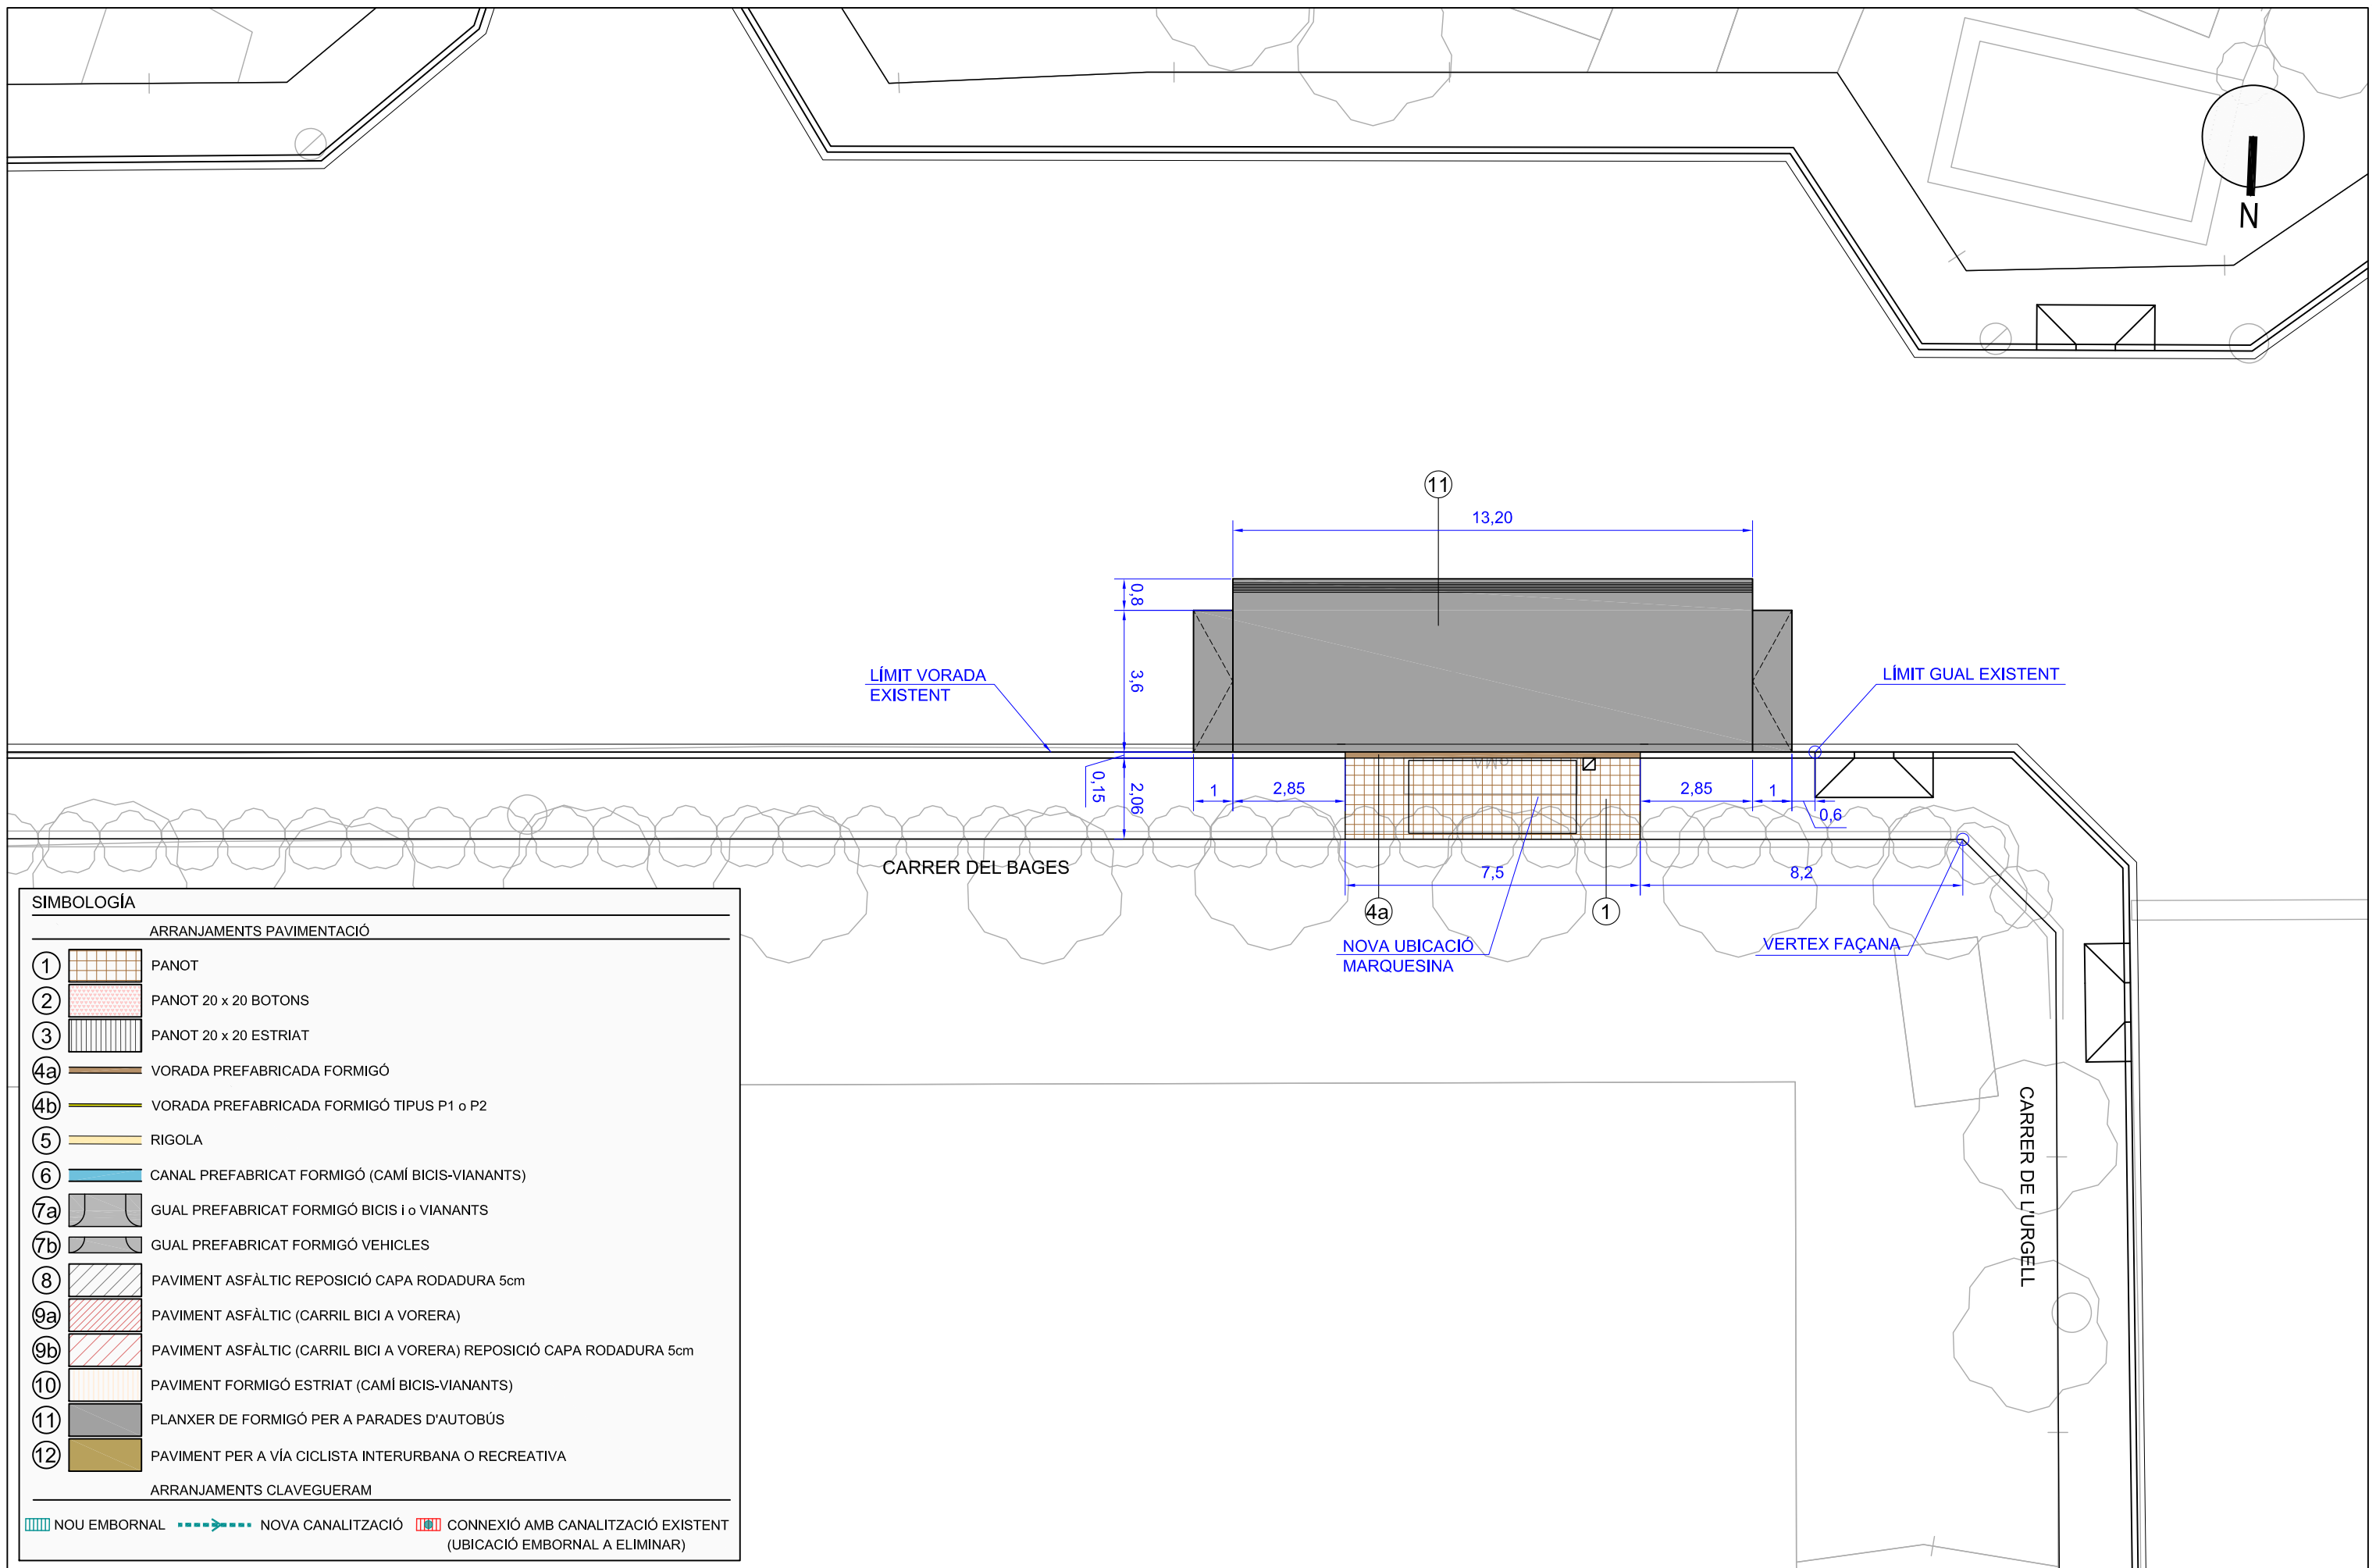 N
11
13,20
0,8
3,6
LÍMIT VORADA
EXISTENT
LÍMIT GUAL EXISTENT
0,15
2,06
1
2,85
2,85
1
0,6
CARRER DEL BAGES
7,5
8,2
4a
1
NOVA UBICACIÓ
MARQUESINA
VERTEX FAÇANA
CARRER DE L'URGELL
SIMBOLOGÍA
ARRANJAMENTS PAVIMENTACIÓ
1 PANOT
2 PANOT 20 x 20 BOTONS
3 PANOT 20 x 20 ESTRIAT
4a VORADA PREFABRICADA FORMIGÓ
4b VORADA PREFABRICADA FORMIGÓ TIPUS P1 o P2
5 RIGOLA
6 CANAL PREFABRICAT FORMIGÓ (CAMÍ BICIS-VIANANTS)
7a GUAL PREFABRICAT FORMIGÓ BICIS i o VIANANTS
7b GUAL PREFABRICAT FORMIGÓ VEHICLES
8 PAVIMENT ASFÀLTIC REPOSICIÓ CAPA RODADURA 5cm
9a PAVIMENT ASFÀLTIC (CARRIL BICI A VORERA)
9b PAVIMENT ASFÀLTIC (CARRIL BICI A VORERA) REPOSICIÓ CAPA RODADURA 5cm
10 PAVIMENT FORMIGÓ ESTRIAT (CAMÍ BICIS-VIANANTS)
11 PLANXER DE FORMIGÓ PER A PARADES D'AUTOBÚS
12 PAVIMENT PER A VÍA CICLISTA INTERURBANA O RECREATIVA
ARRANJAMENTS CLAVEGUERAM
NOU EMBORNAL NOVA CANALITZACIÓ CONNEXIÓ AMB CANALITZACIÓ EXISTENT
(UBICACIÓ EMBORNAL A ELIMINAR)